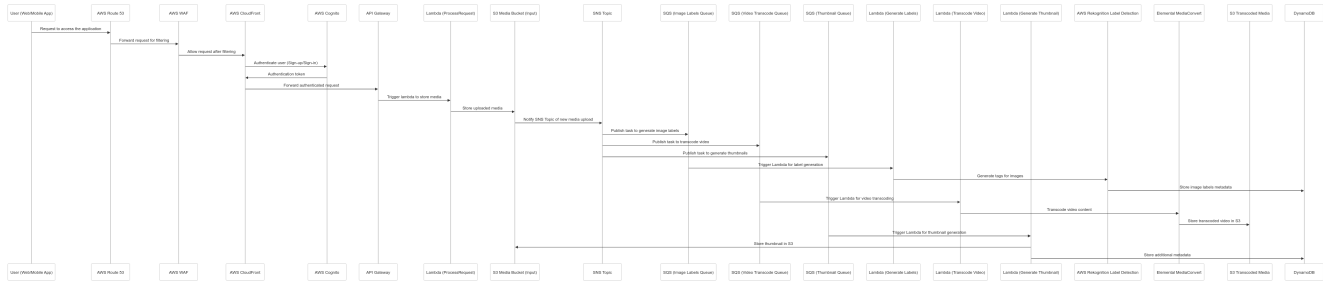 User (Web/Mobile App)
AWS Route 53
AWS WAF
AWS CloudFront
AWS Cognito
API Gateway
Lambda (ProcessRequest)
S3 Media Bucket (Input)
SNS Topic
SQS (Image Labels Queue)
SQS (Video Transcode Queue)
SQS (Thumbnail Queue)
Lambda (Generate Labels)
Lambda (Transcode Video)
Lambda (Generate Thumbnail)
AWS Rekognition Label Detection
Elemental MediaConvert
S3 Transcoded Media
DynamoDB
Request to access the application
Forward request for filtering
Allow request after filtering
Authenticate user (Sign-up/Sign-in)
Authentication token
Forward authenticated request
Trigger lambda to store media
Store uploaded media
Notify SNS Topic of new media upload
Publish task to generate image labels
Publish task to transcode video
Publish task to generate thumbnails
Trigger Lambda for label generation
Generate tags for images
Store image labels metadata
Trigger Lambda for video transcoding
Transcode video content
Store transcoded video in S3
Trigger Lambda for thumbnail generation
Store thumbnail in S3
Store additional metadata
User (Web/Mobile App)
AWS Route 53
AWS WAF
AWS CloudFront
AWS Cognito
API Gateway
Lambda (ProcessRequest)
S3 Media Bucket (Input)
SNS Topic
SQS (Image Labels Queue)
SQS (Video Transcode Queue)
SQS (Thumbnail Queue)
Lambda (Generate Labels)
Lambda (Transcode Video)
Lambda (Generate Thumbnail)
AWS Rekognition Label Detection
Elemental MediaConvert
S3 Transcoded Media
DynamoDB